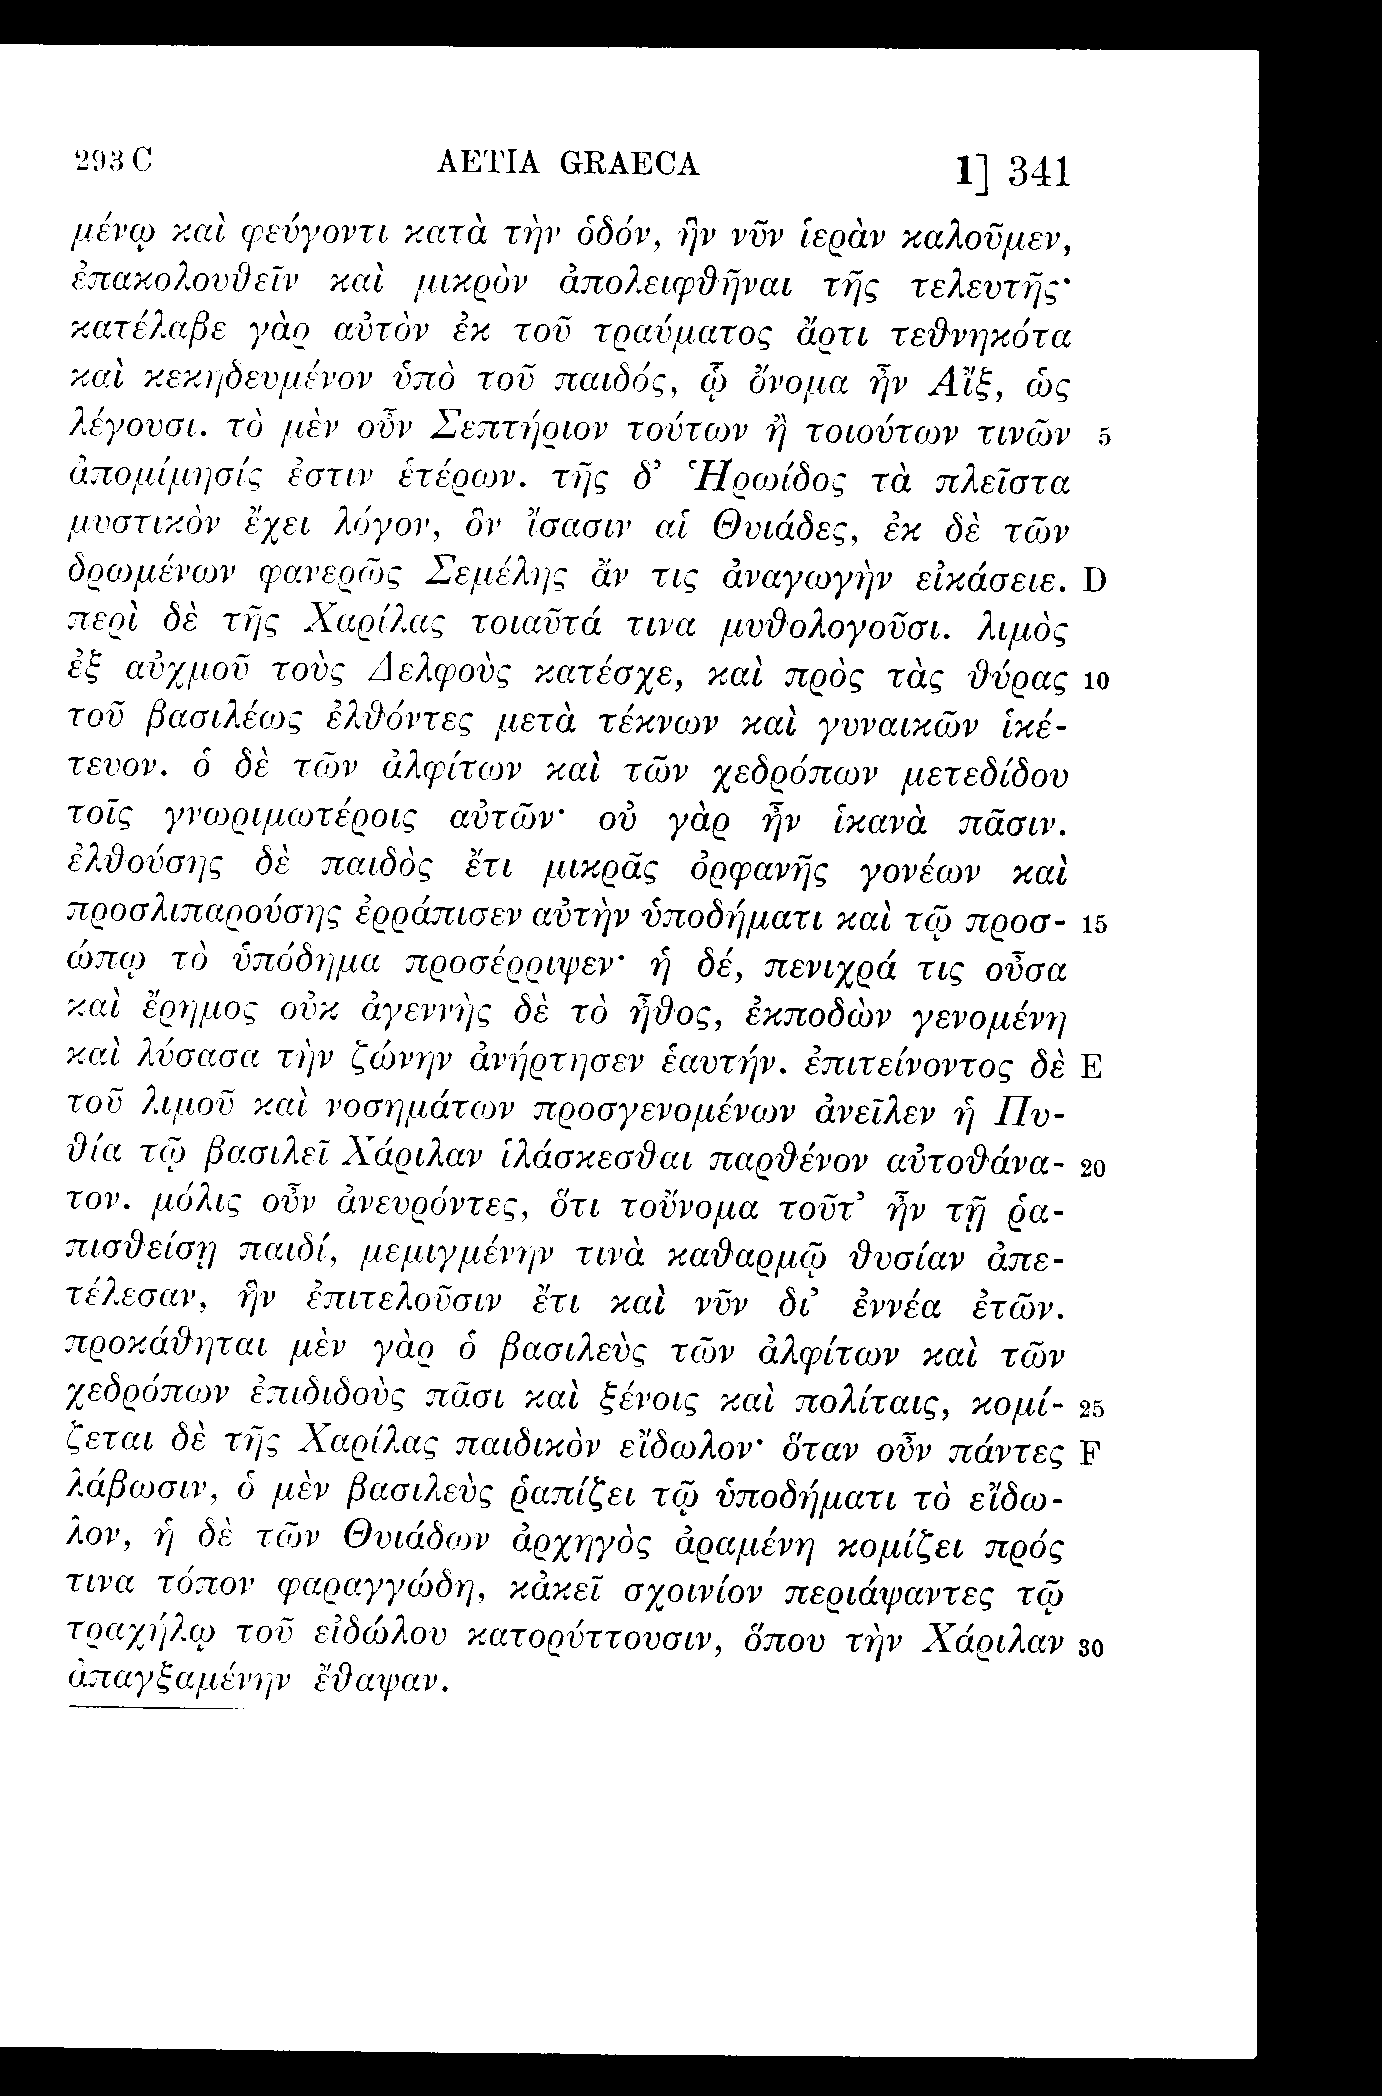 293 C AETIA GRAECA 1] 341
μένῳ καὶ φεύγοντι κατὰ τὴν ὁδόν, ἣν νῦν ἱερὰν καλοῦμεν,
ἐπακολουθεῖν καὶ μικρὸν ἀπολειφθῆναι τῆς τελευτῆς·
κατέλαβε γὰρ αὐτὸν ἐκ τοῦ τραύματος ἄρτι τεθνηκότα
καὶ κεκηδευμένον ὑπὸ τοῦ παιδός, ᾧ ὄνομα ἦν Αἴξ, ὡς
λέγουσι. τὸ μὲν οὖν Σεπτήριον τούτων ἢ τοιούτων τινῶν 5
ἀπομίμησίς ἐστιν ἑτέρων. τῆς δ’ Ἡρωίδος τὰ πλεῖστα
μυστικὸν ἔχει λόγον, ὃν ἴσασιν αἱ Θυιάδες, ἐκ δὲ τῶν
δρωμένων φανερῶς Σεμέλης ἄν τις ἀναγωγὴν εἰκάσειε. D
περὶ δὲ τῆς Χαρίλας τοιαῦτά τινα μυθολογοῦσι. λιμὸς
ἐξ αὐχμοῦ τοὺς Δελφοὺς κατέσχε, καὶ πρὸς τὰς θύρας 10
τοῦ βασιλέως ἐλθόντες μετὰ τέκνων καὶ γυναικῶν ἱκέ-
τευον. ὁ δὲ τῶν ἀλφίτων καὶ τῶν χεδρόπων μετεδίδου
τοῖς γνωριμωτέροις αὐτῶν· οὐ γὰρ ἦν ἱκανὰ πᾶσιν.
ἐλθούσης δὲ παιδὸς ἔτι μικρᾶς ὀρφανῆς γονέων καὶ
προσλιπαρούσης ἐρράπισεν αὐτὴν ὑποδήματι καὶ τῷ προσ- 15
ώπῳ τὸ ὑπόδημα προσέρριψεν· ἡ δέ, πενιχρά τις οὖσα
καὶ ἔρημος οὐκ ἀγεννὴς δὲ τὸ ἦθος, ἐκποδὼν γενομένη
καὶ λύσασα τὴν ζώνην ἀνήρτησεν ἑαυτήν. ἐπιτείνοντος δὲ E
τοῦ λιμοῦ καὶ νοσημάτων προσγενομένων ἀνεῖλεν ἡ Πυ-
θία τῷ βασιλεῖ Χάριλαν ἱλάσκεσθαι παρθένον αὐτοθάνα- 20
τον. μόλις οὖν ἀνευρόντες, ὅτι τοὔνομα τοῦτ’ ἦν τῇ ῥα-
πισθείσῃ παιδί, μεμιγμένην τινὰ καθαρμῷ θυσίαν ἀπε-
τέλεσαν, ἣν ἐπιτελοῦσιν ἔτι καὶ νῦν δι’ ἐννέα ἐτῶν.
προκάθηται μὲν γὰρ ὁ βασιλεὺς τῶν ἀλφίτων καὶ τῶν
χεδρόπων ἐπιδιδοὺς πᾶσι καὶ ξένοις καὶ πολίταις, κομί- 25
ζεται δὲ τῆς Χαρίλας παιδικὸν εἴδωλον· ὅταν οὖν πάντες F
λάβωσιν, ὁ μὲν βασιλεὺς ῥαπίζει τῷ ὑποδήματι τὸ εἴδω-
λον, ἡ δὲ τῶν Θυιάδων ἀρχηγὸς ἀραμένη κομίζει πρός
τινα τόπον φαραγγώδη, κἀκεῖ σχοινίον περιάψαντες τῷ
τραχήλῳ τοῦ εἰδώλου κατορύττουσιν, ὅπου τὴν Χάριλαν 30
ἀπαγξαμένην ἔθαψαν.